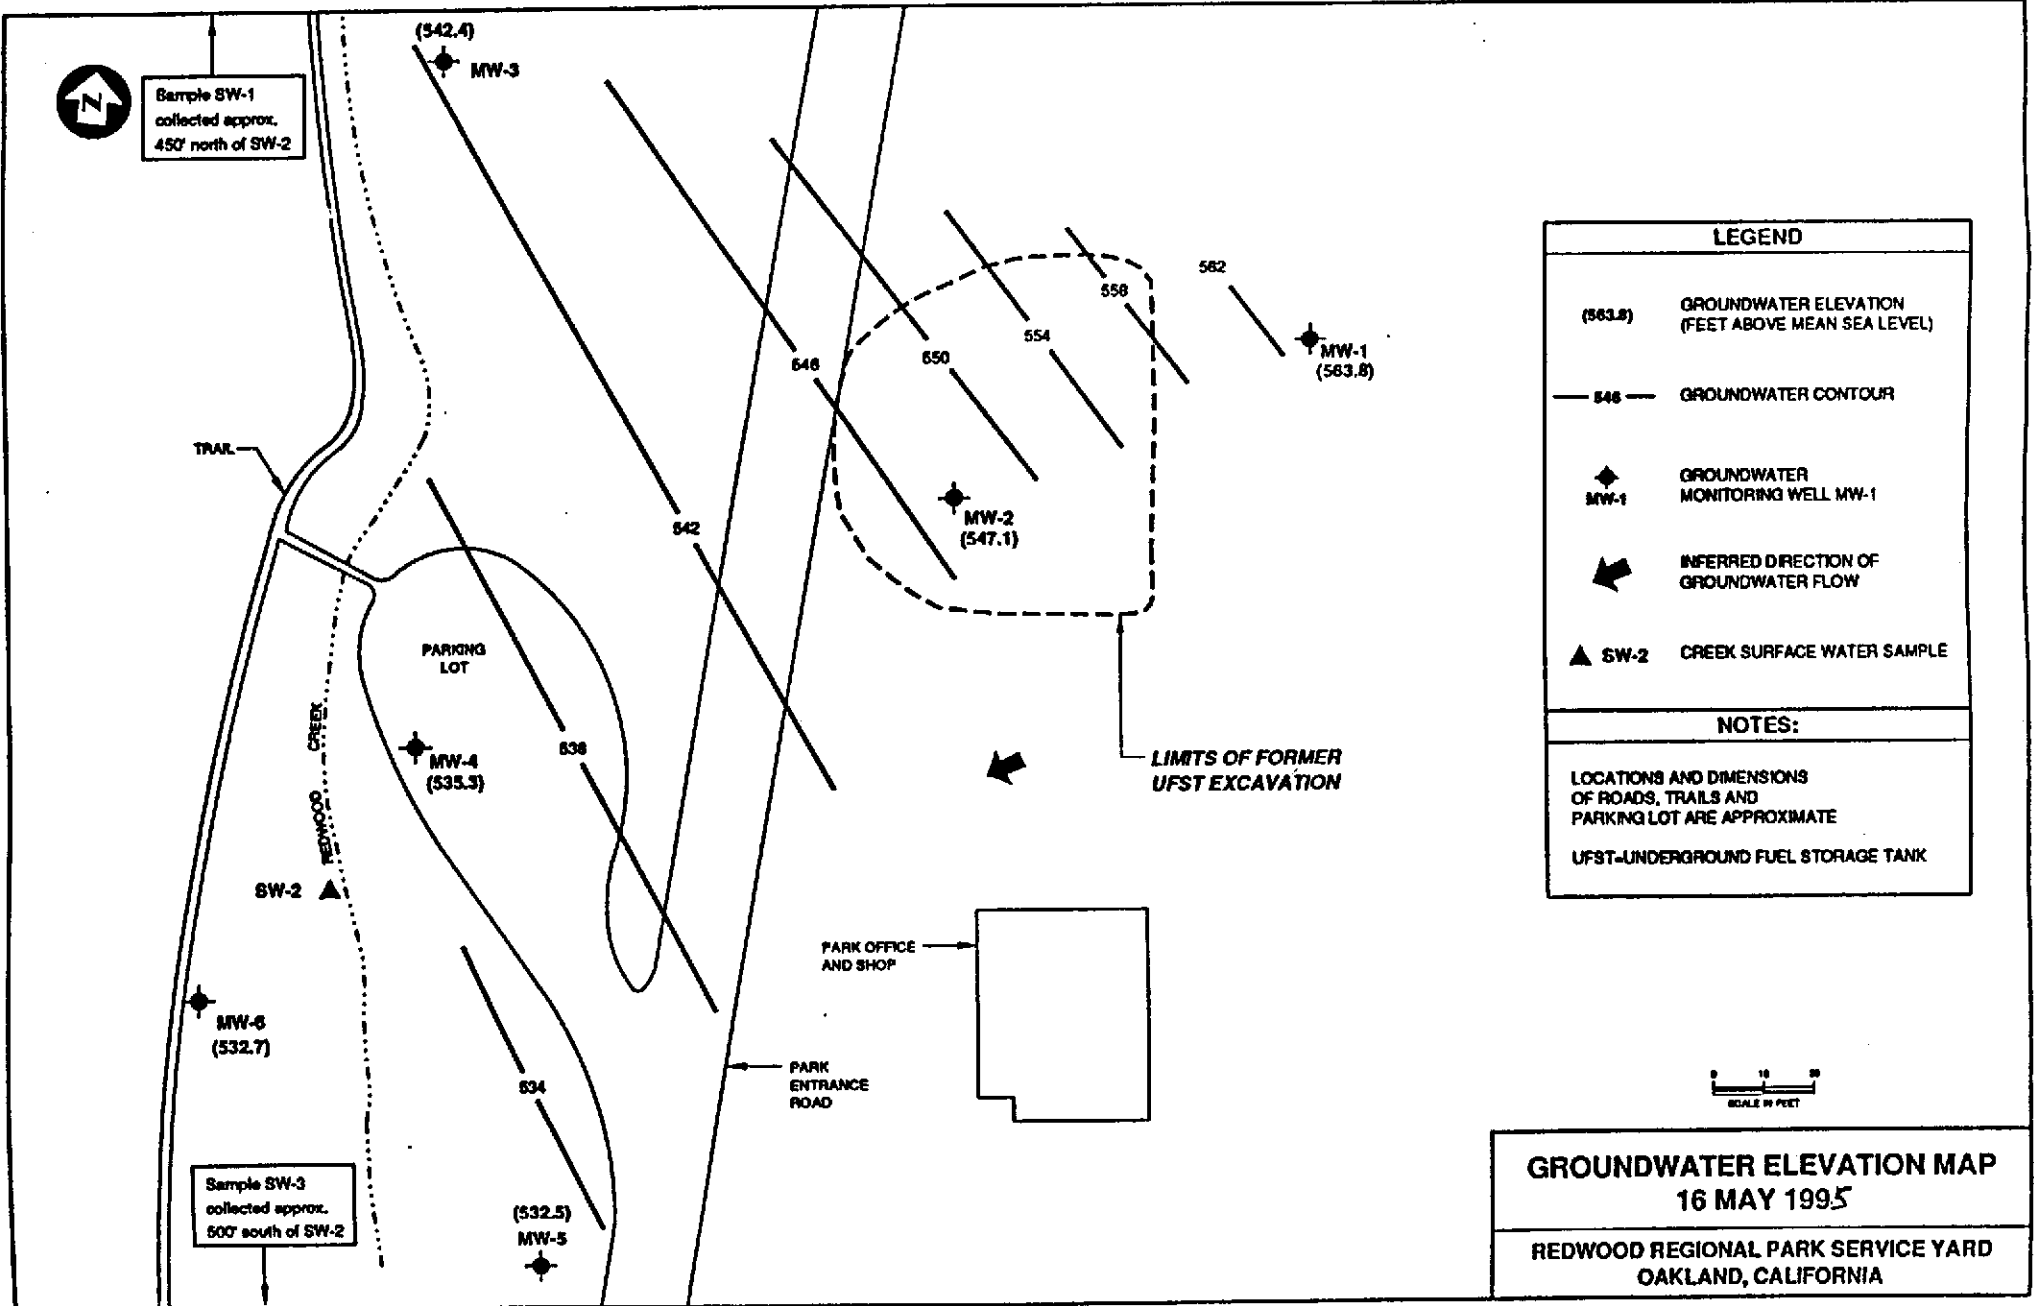 (542.4)
MW-3
N
Sample SW-1
collected approx.
450' north of SW-2
LEGEND
562
558
(563.8)
GROUNDWATER ELEVATION
(FEET ABOVE MEAN SEA LEVEL)
554
MW-1
(563.8)
546
550
546
GROUNDWATER CONTOUR
TRAIL
GROUNDWATER
MONITORING WELL MW-1
MW-1
MW-2
(547.1)
542
INFERRED DIRECTION OF
GROUNDWATER FLOW
PARKING
LOT
SW-2
CREEK SURFACE WATER SAMPLE
NOTES:
REDWOOD CREEK
538
MW-4
(535.3)
LIMITS OF FORMER
UFST EXCAVATION
LOCATIONS AND DIMENSIONS
OF ROADS, TRAILS AND
PARKING LOT ARE APPROXIMATE
UFST=UNDERGROUND FUEL STORAGE TANK
SW-2
PARK OFFICE
AND SHOP
MW-6
(532.7)
534
PARK
ENTRANCE
ROAD
0
SCALE IN FEET
Sample SW-3
collected approx.
500' south of SW-2
(532.5)
MW-5
GROUNDWATER ELEVATION MAP
16 MAY 1995
REDWOOD REGIONAL PARK SERVICE YARD
OAKLAND, CALIFORNIA